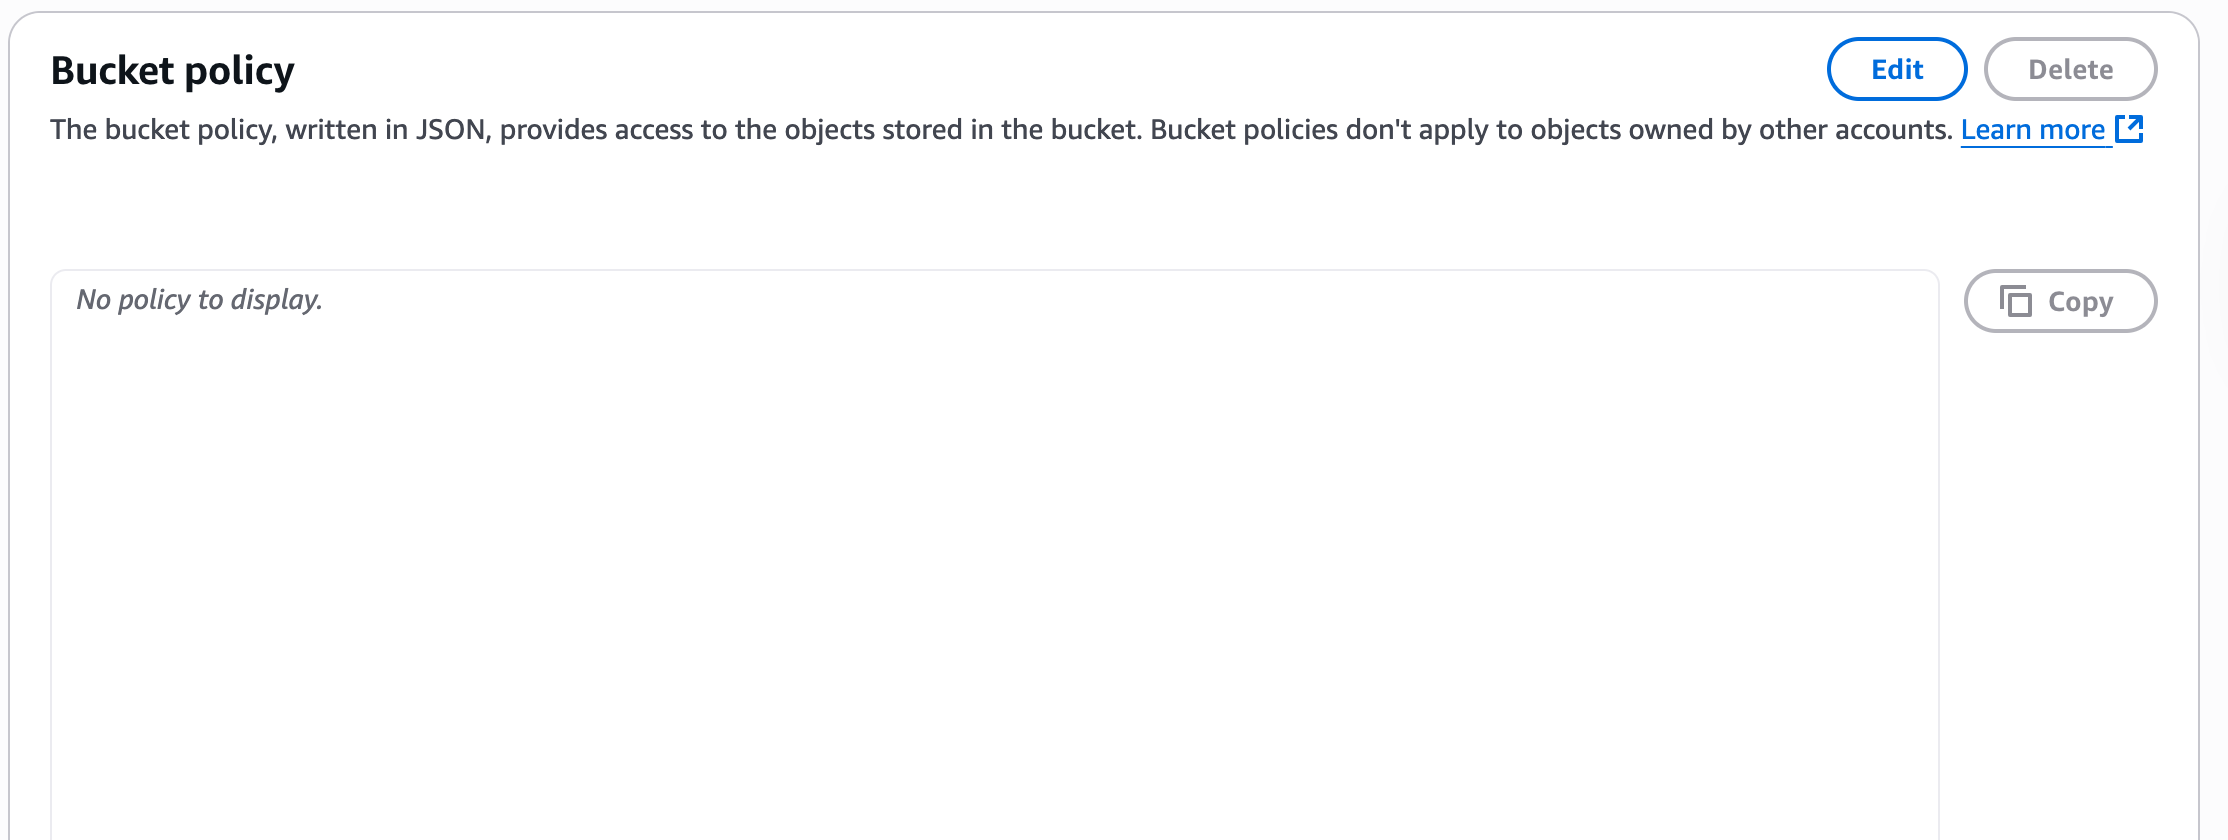 Bucket policy
Edit
Delete
The bucket policy, written in JSON, provides access to the objects stored in the bucket. Bucket policies don't apply to objects owned by other accounts. Learn more
No policy to display.
Copy